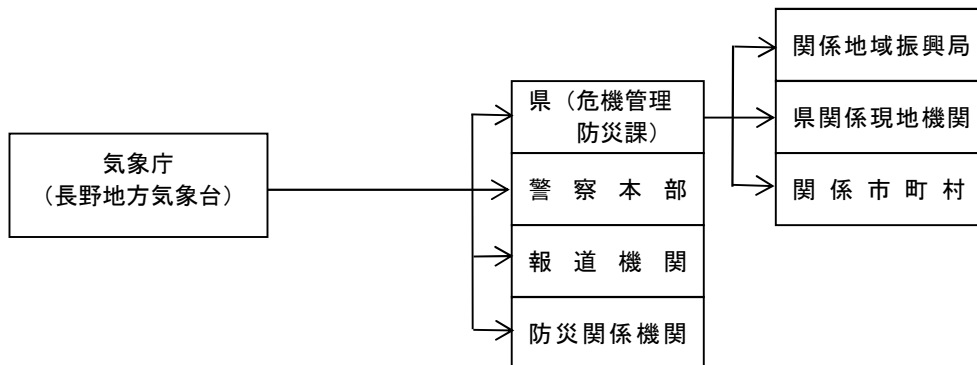 気象庁
（長野地方気象台）
県（危機管理
防災課）
警察本部
報道機関
防災関係機関
関係地域振興局
県関係現地機関
関係市町村